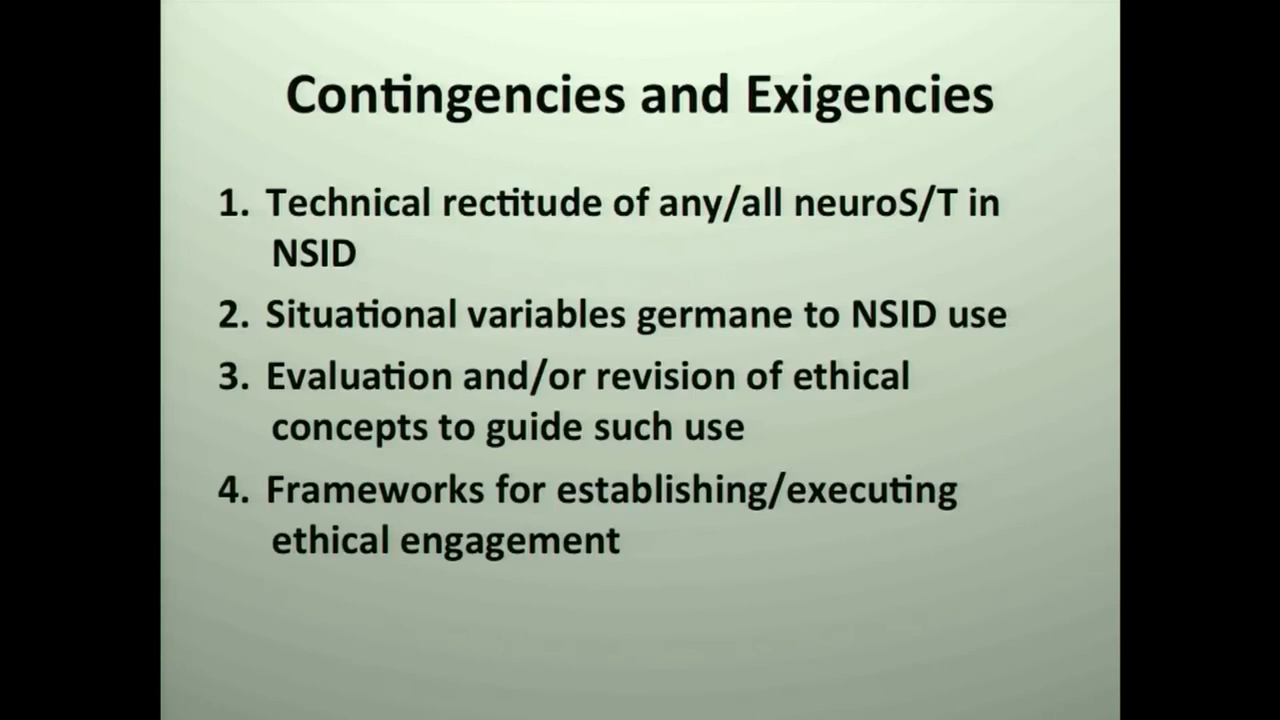 Contingencies and Exigencies
1. Technical rectitude of any/all neuroS/T in
NSID
2. Situational variables germane to NSID use
3. Evaluation and/or revision of ethical
concepts to guide such use
4. Frameworks for establishing/executing
ethical engagement